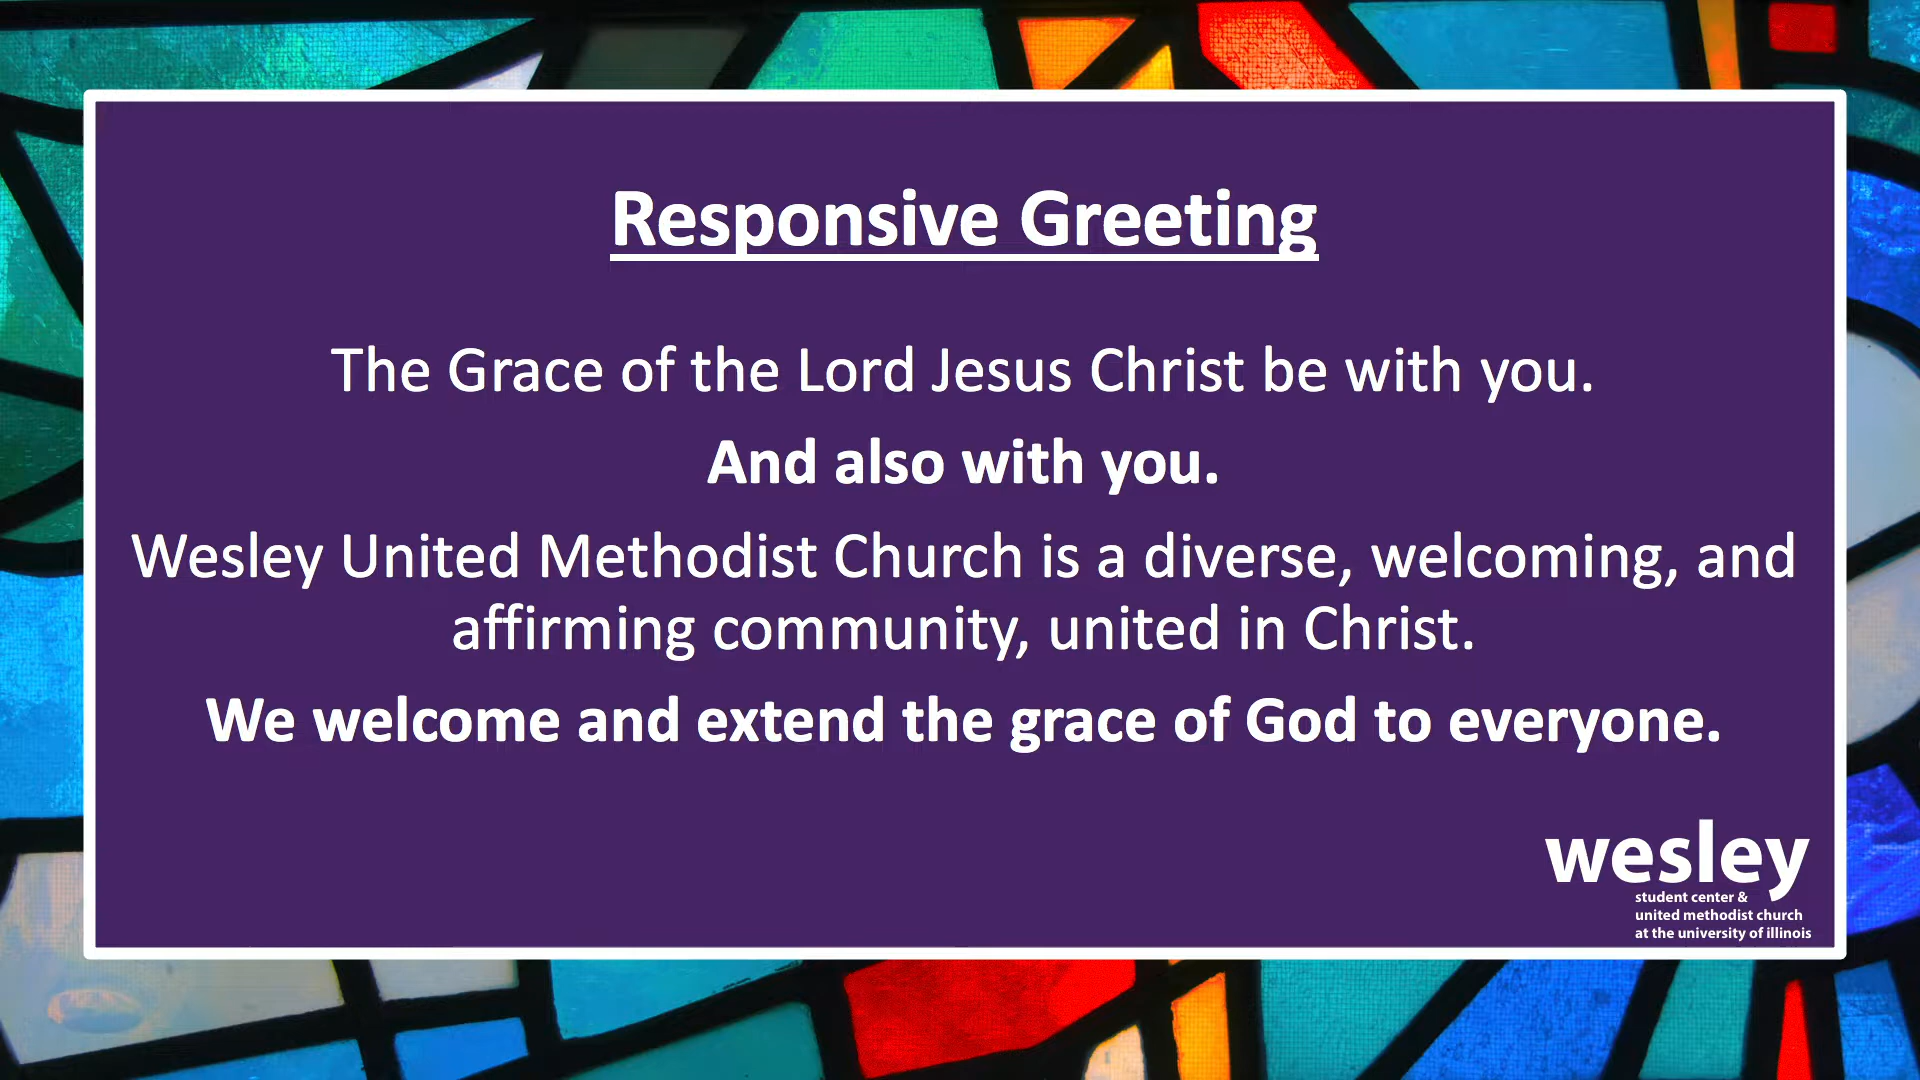 Responsive Greeting
The Grace of the Lord Jesus Christ be with you.
And also with you.
Wesley United Methodist Church is a diverse, welcoming, and
affirming community, united in Christ.
We welcome and extend the grace of God to everyone.
wesley
student center &
united methodist church
at the university of illinois